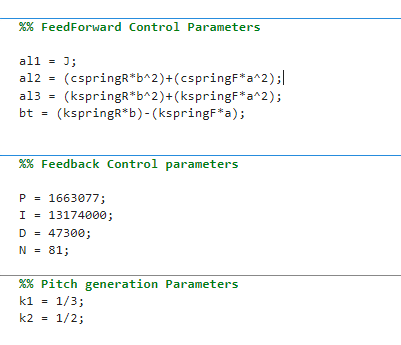 %% FeedForward Control Parameters
al1 = J;
al2 = (cspringR*b^2)+(cspringF*a^2);
al3 = (kspringR*b^2)+(kspringF*a^2);
bt = (kspringR*b)-(kspringF*a);
%% Feedback Control parameters
P = 1663077;
I = 13174000;
D = 47300;
N = 81;
%% Pitch generation Parameters
k1 = 1/3;
k2 = 1/2;